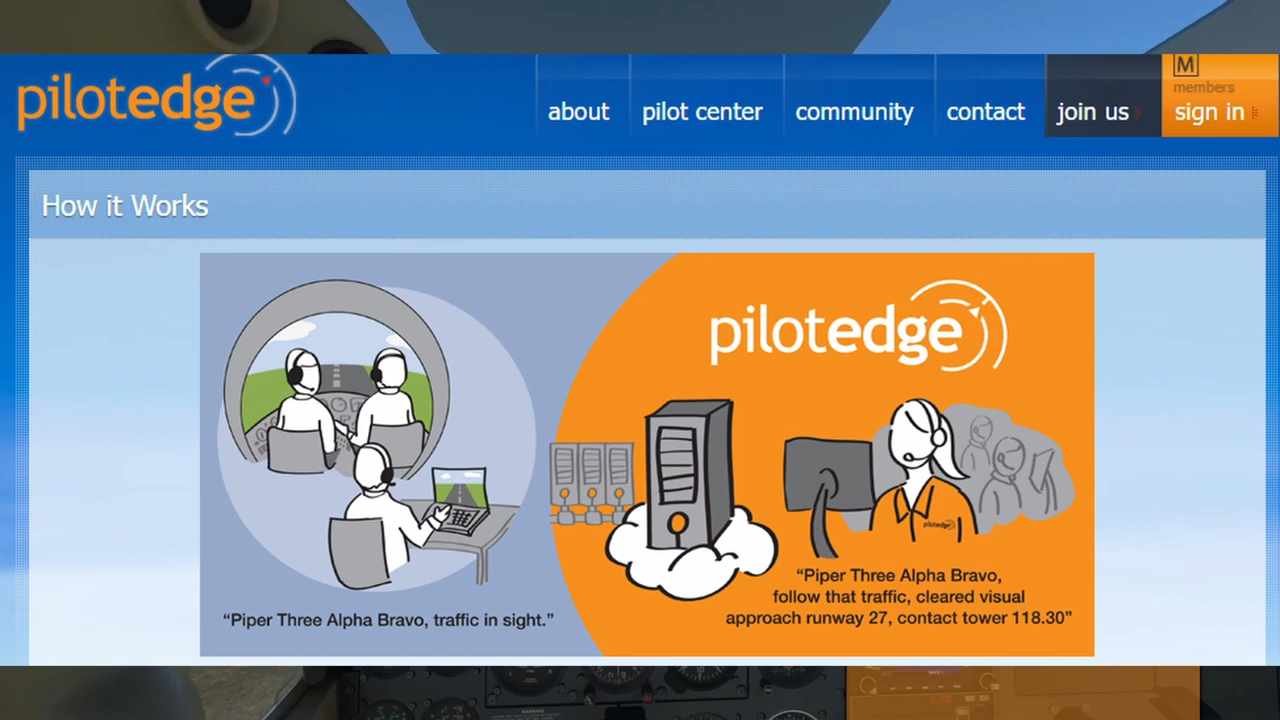 pilotedge
about
pilot center
community
contact
join us
M
members
sign in
How it Works
pilotedge
pilotedge
"Piper Three Alpha Bravo, traffic in sight."
"Piper Three Alpha Bravo,
follow that traffic, cleared visual
approach runway 27, contact tower 118.30"
WARNING